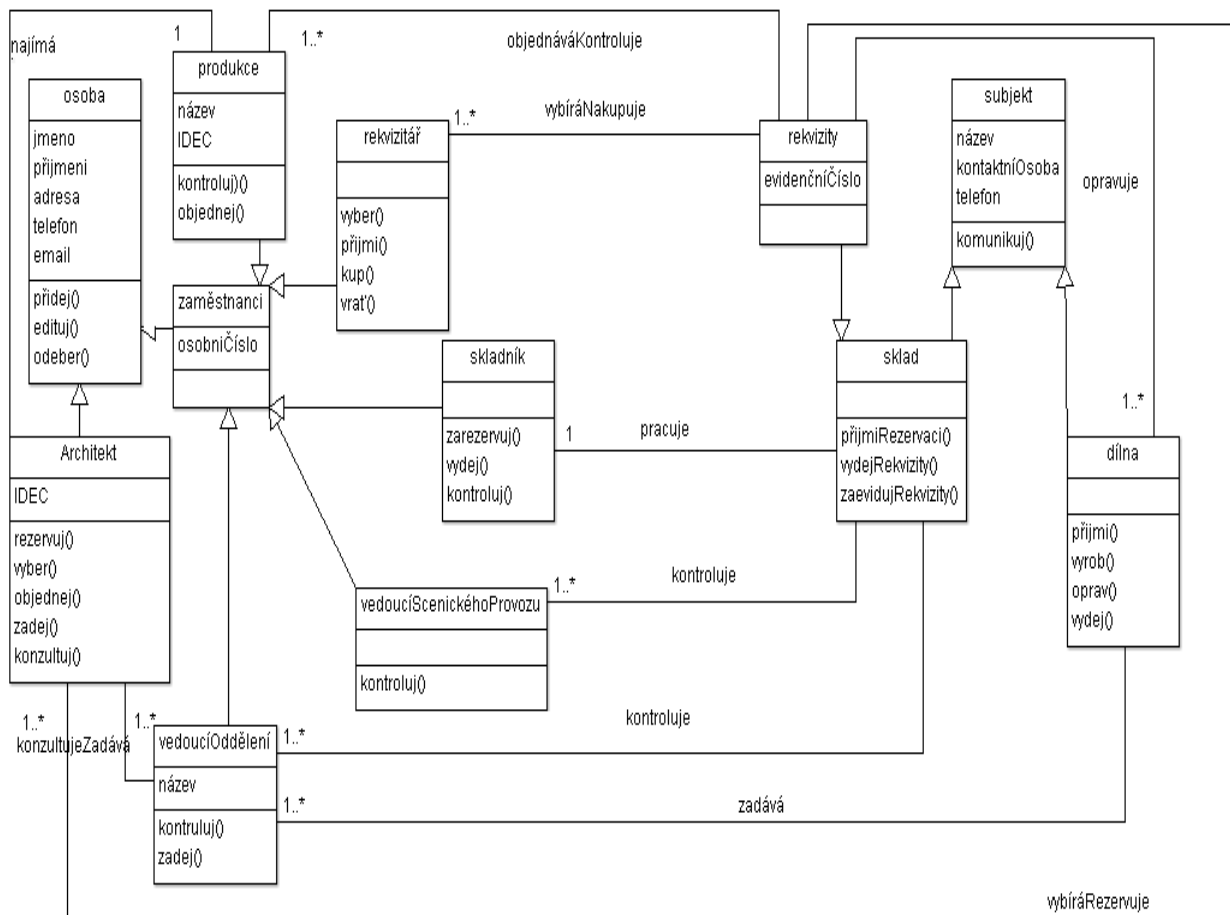 najímá
1
1..*
objednáváKontroluje
produkce
název
IDEC
kontroluj)()
objednej()
osoba
jmeno
přijmeni
adresa
telefon
email
přidej()
edituj()
odeber()
rekvizitář
vyber()
přijmi()
kup()
vrať()
1..*
vybíráNakupuje
rekvizity
evidenčníČíslo
subjekt
název
kontaktníOsoba
telefon
komunikuj()
opravuje
1..*
zaměstnanci
osobniČíslo
skladník
zarezervuj()
vydej()
kontroluj()
1
pracuje
sklad
přijmiRezervaci()
vydejRekvizity()
zaevidujRekvizity()
dílna
přijmi()
vyrob()
oprav()
vydej()
Architekt
IDEC
rezervuj()
vyber()
objednej()
zadej()
konzultuj()
vedoucíScenickéhoProvozu
kontroluj()
1..*
kontroluje
1..*
konzultujeZadává
1..*
vedoucíOddělení
název
kontruluj()
zadej()
1..*
kontroluje
1..*
zadává
vybíráRezervuje